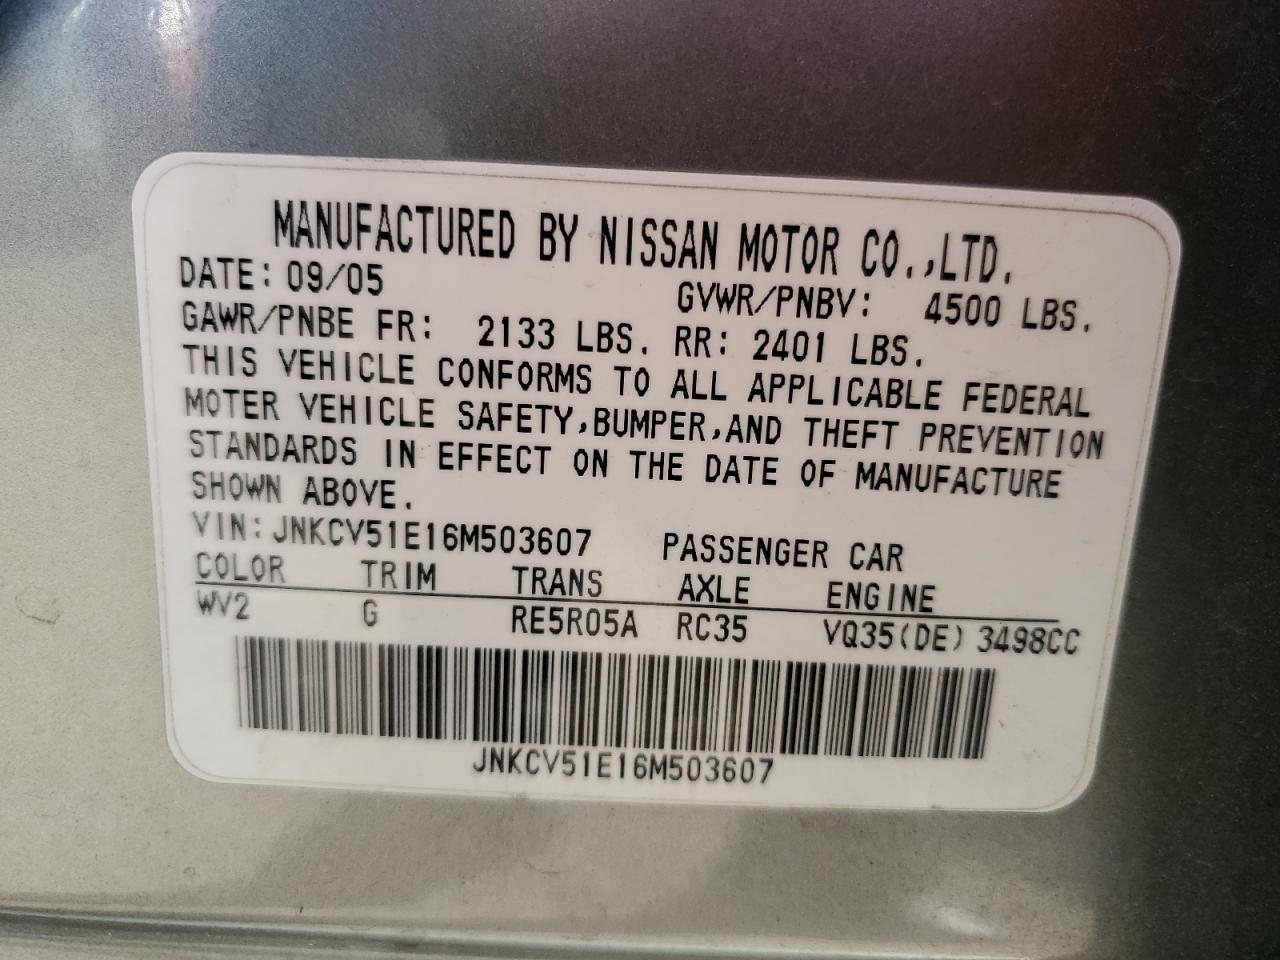 MANUFACTURED BY NISSAN MOTOR CO.,LTD.
DATE: 09/05 GVWR/PNBV: 4500 LBS.
GAWR/PNBE FR: 2133 LBS. RR: 2401 LBS.
THIS VEHICLE CONFORMS TO ALL APPLICABLE FEDERAL
MOTER VEHICLE SAFETY,BUMPER,AND THEFT PREVENTION
STANDARDS IN EFFECT ON THE DATE OF MANUFACTURE
SHOWN ABOVE.
VIN: JNKCV51E16M503607 PASSENGER CAR
COLOR TRIM TRANS AXLE ENGINE
WV2 G RE5R05A RC35 VQ35(DE) 3498CC
JNKCV51E16M503607